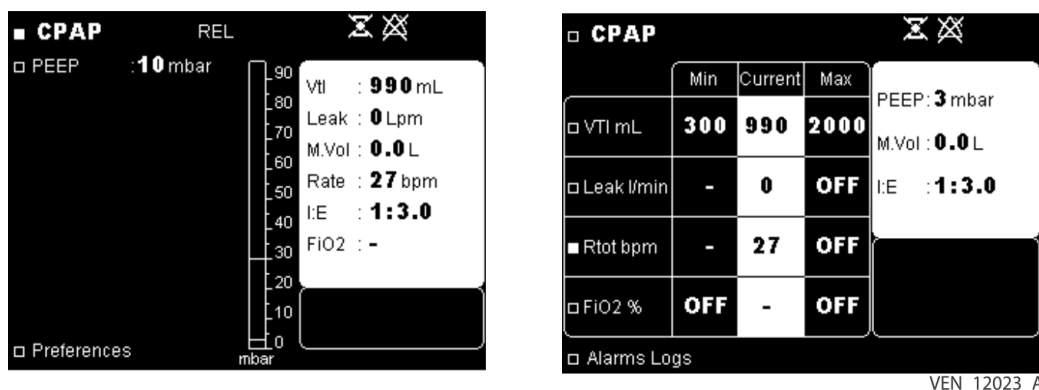 CPAP REL
PEEP :10 mbar
90
80
70
60
50
40
30
20
10
0
mbar
Vtl : 990 mL
Leak : 0 Lpm
M.Vol : 0.0 L
Rate : 27 bpm
I:E : 1:3.0
FiO2 : -
Preferences
CPAP
Min Current Max
VTI mL 300 990 2000
Leak l/min - 0 OFF
Rtot bpm - 27 OFF
FiO2 % OFF - OFF
PEEP: 3 mbar
M.Vol : 0.0 L
I:E : 1:3.0
Alarms Logs
VEN_12023_A